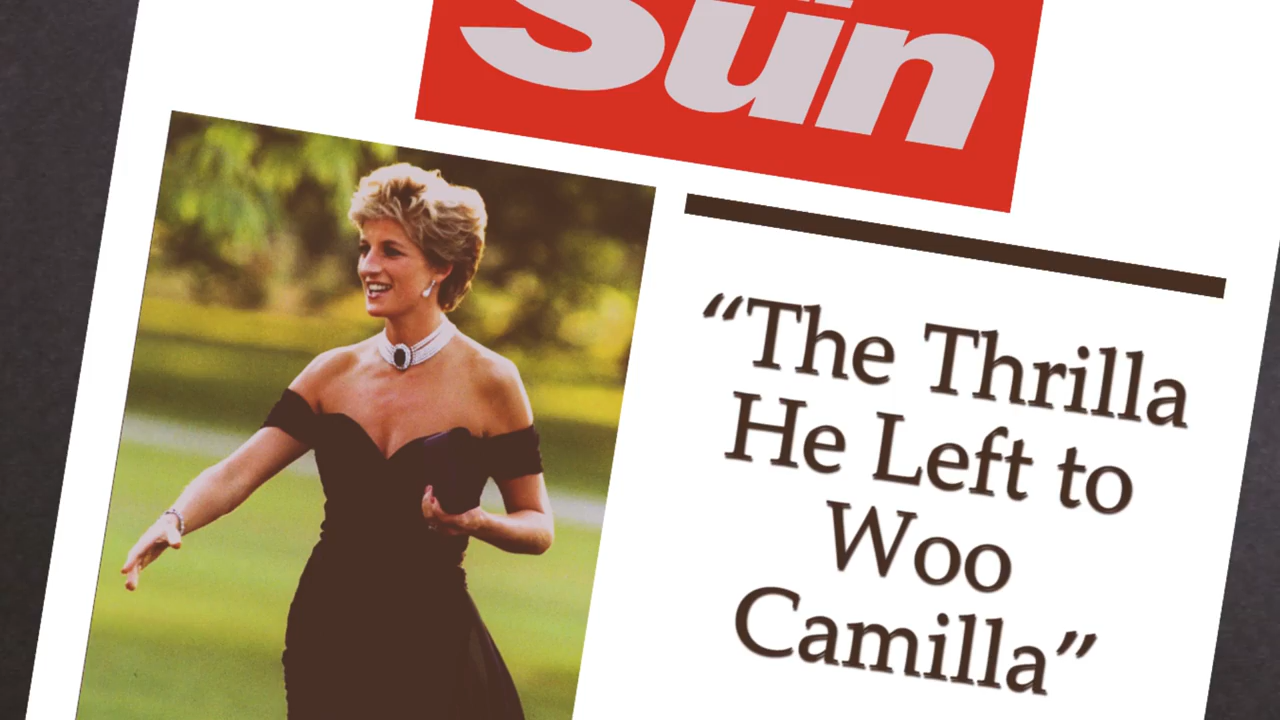 Sun
“The Thrilla
He Left to
Woo
Camilla”